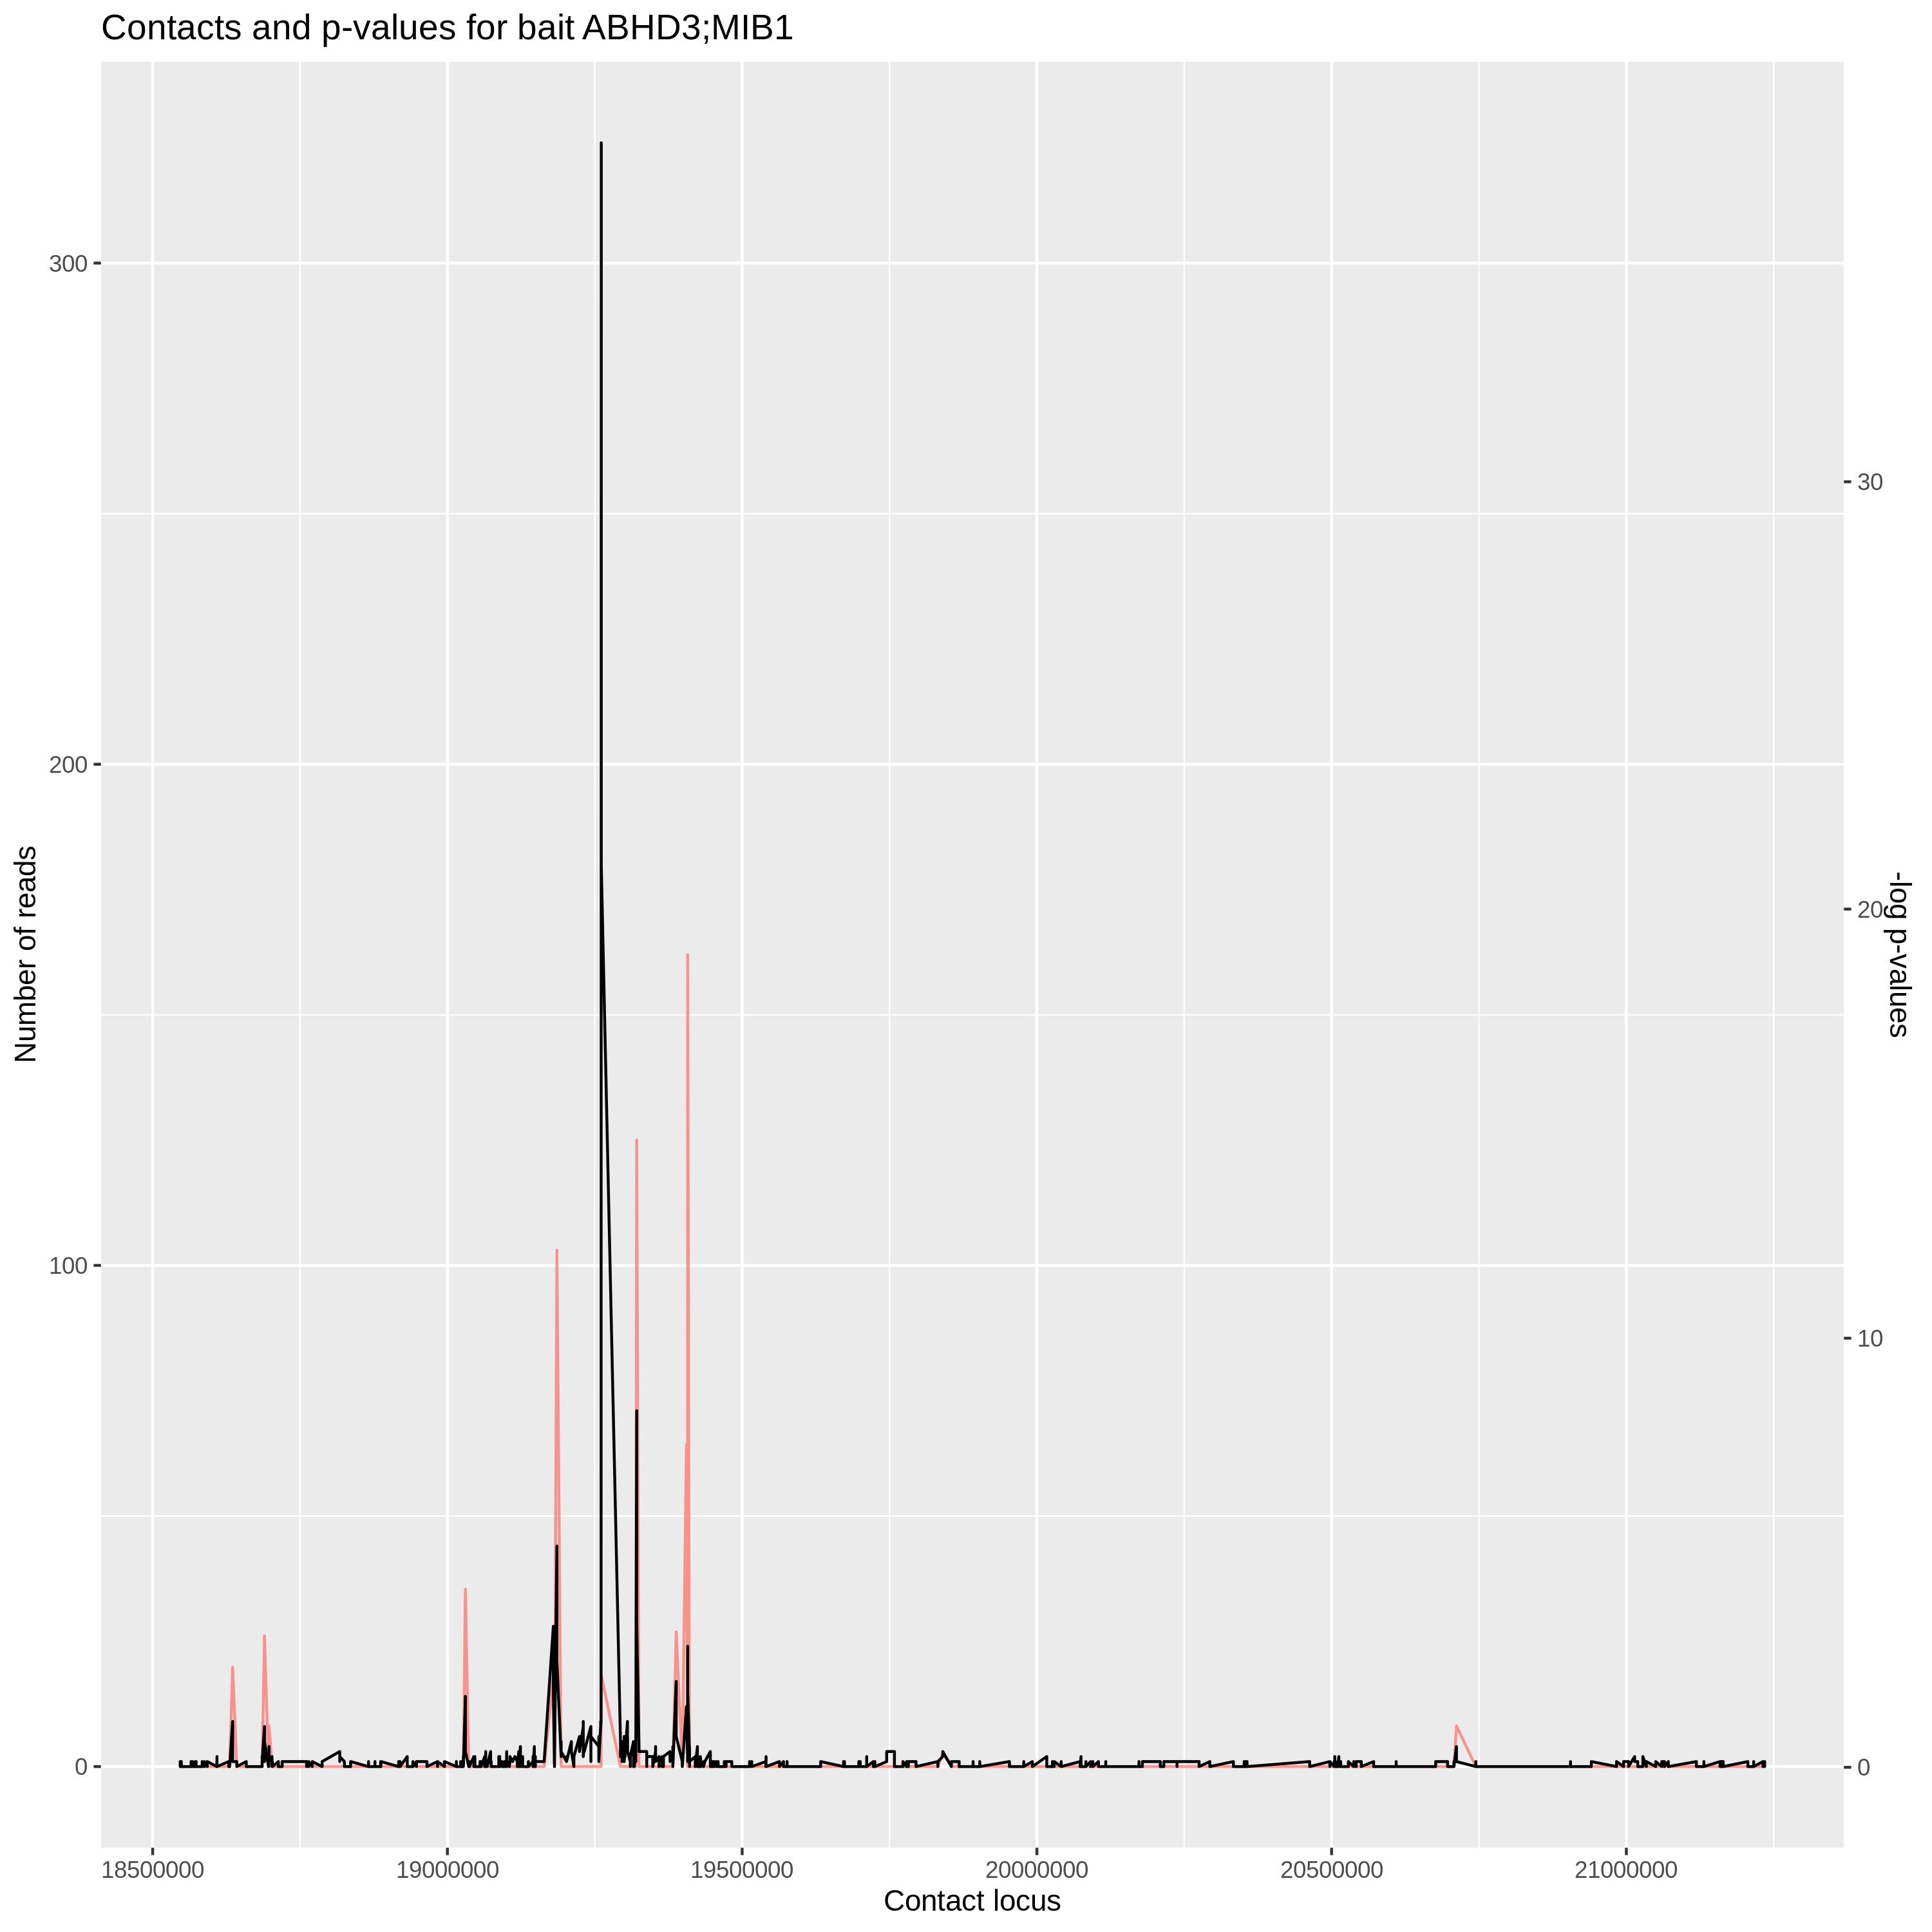 Contacts and p-values for bait ABHD3;MIB1
300
200
100
0
Number of reads
30
20
10
0
-log p-values
18500000 19000000 19500000 20000000 20500000 21000000
Contact locus